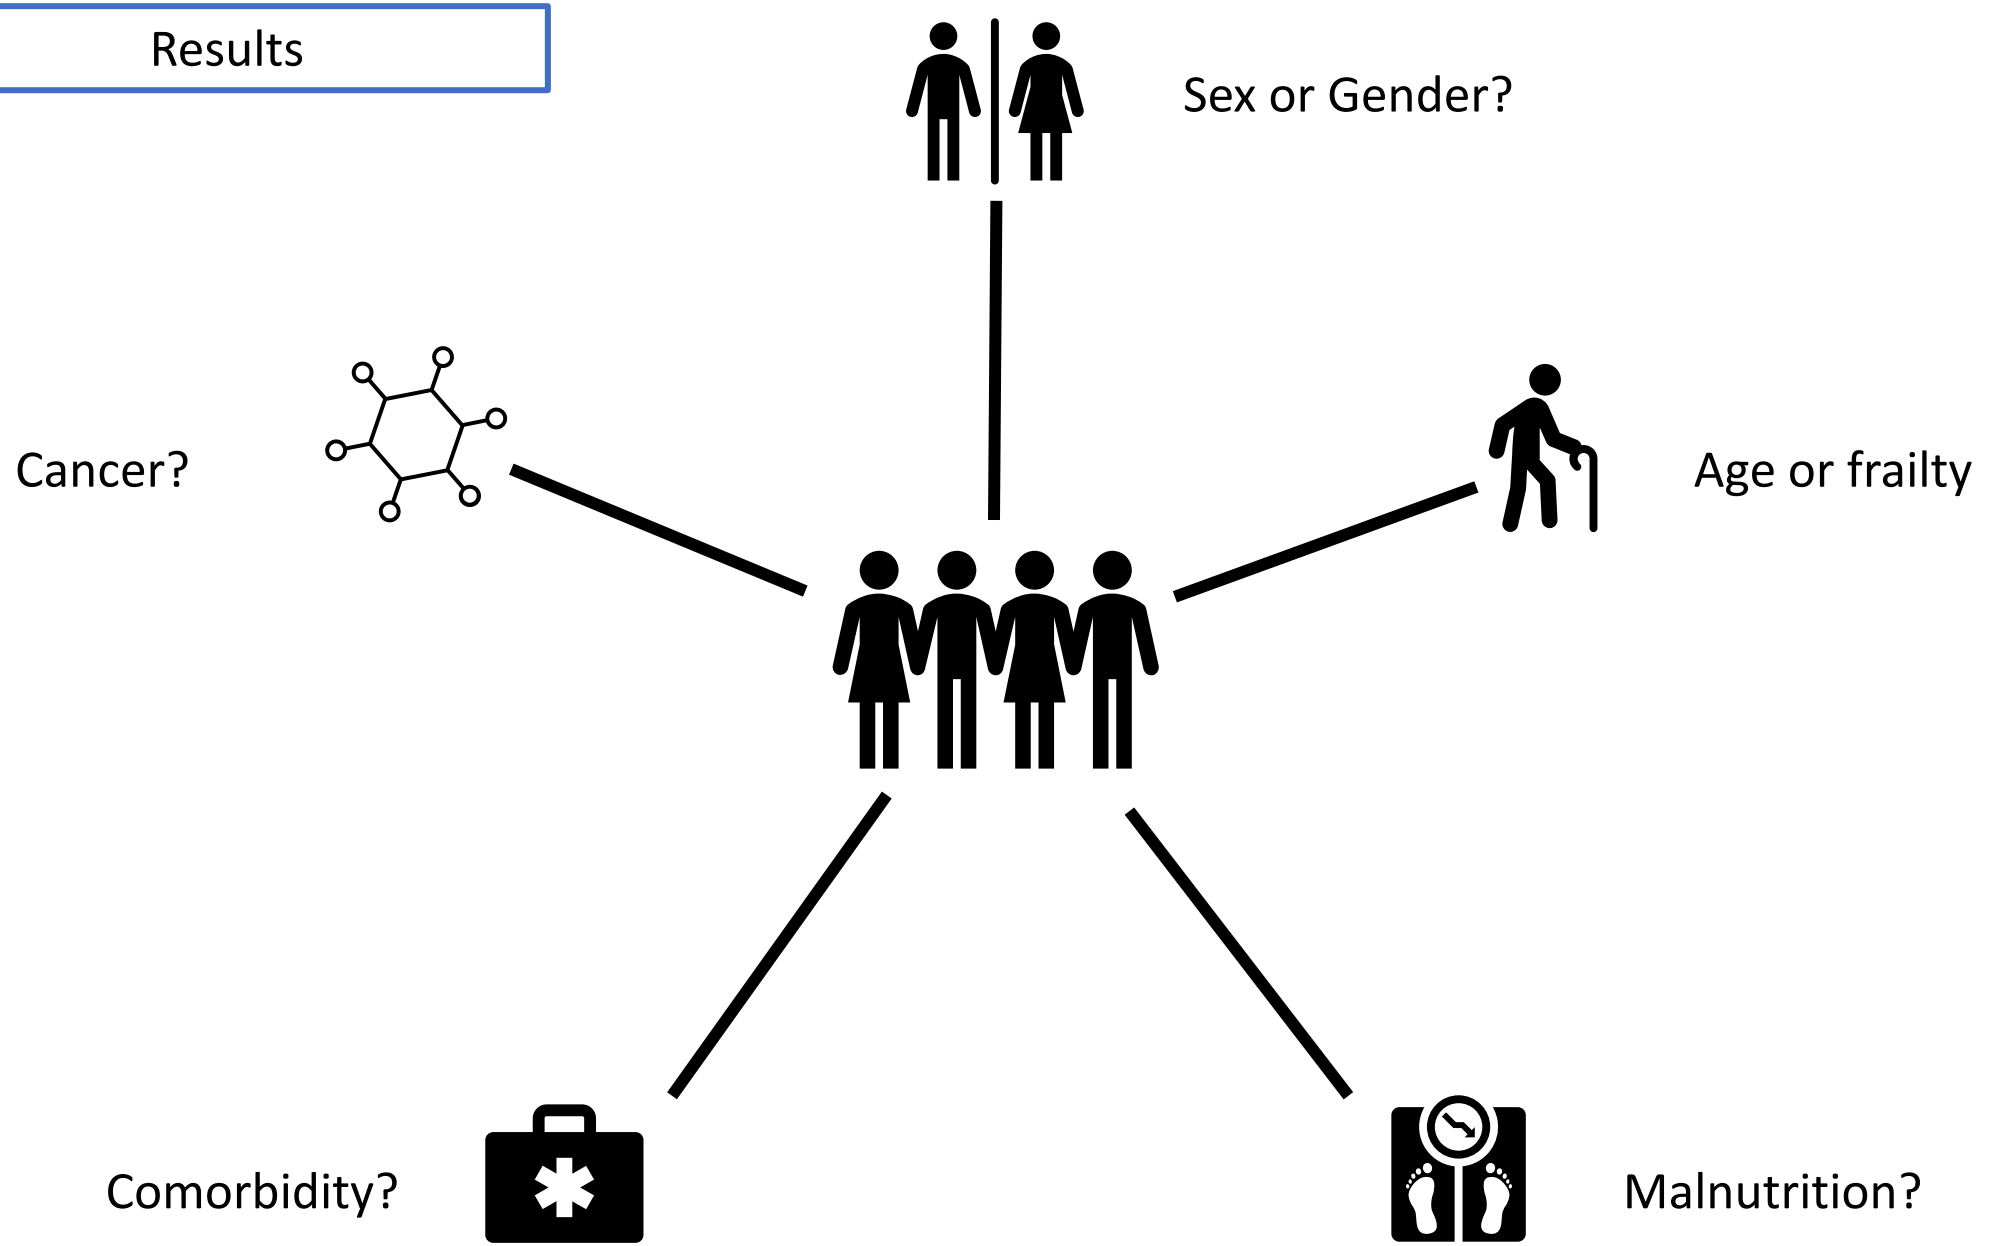 Results
Sex or Gender?
Cancer?
Age or frailty
Comorbidity?
Malnutrition?